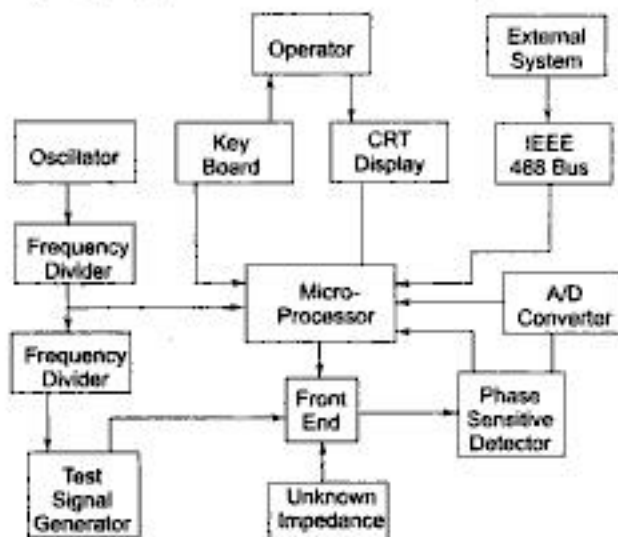 Operator
External
System
Oscillator
Key
Board
CRT
Display
IEEE
468 Bus
Frequency
Divider
Micro-
Processor
A/D
Converter
Frequency
Divider
Front
End
Phase
Sensitive
Detector
Test
Signal
Generator
Unknown
Impedance